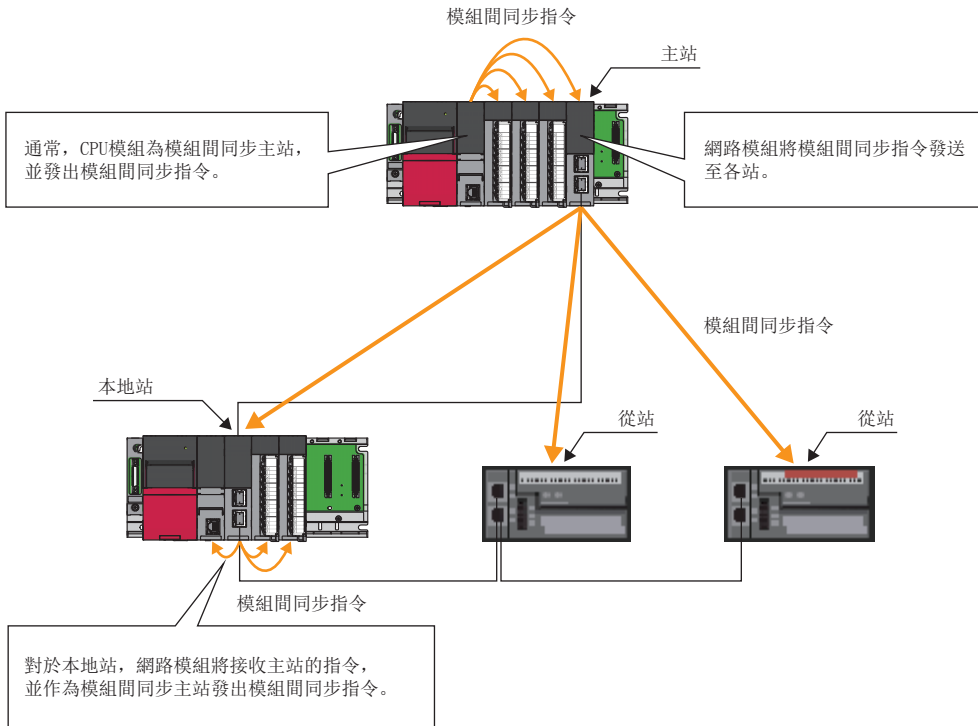 模組間同步指令
主站
通常，CPU模組為模組間同步主站，
並發出模組間同步指令。
網路模組將模組間同步指令發送
至各站。
模組間同步指令
本地站
從站
從站
模組間同步指令
對於本地站，網路模組將接收主站的指令，
並作為模組間同步主站發出模組間同步指令。